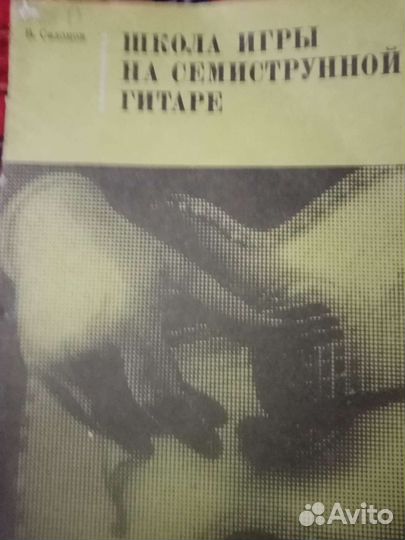 В. Сазонов
ШКОЛА ИГРЫ
НА СЕМИСТРУННОЙ
ГИТАРЕ
Avito